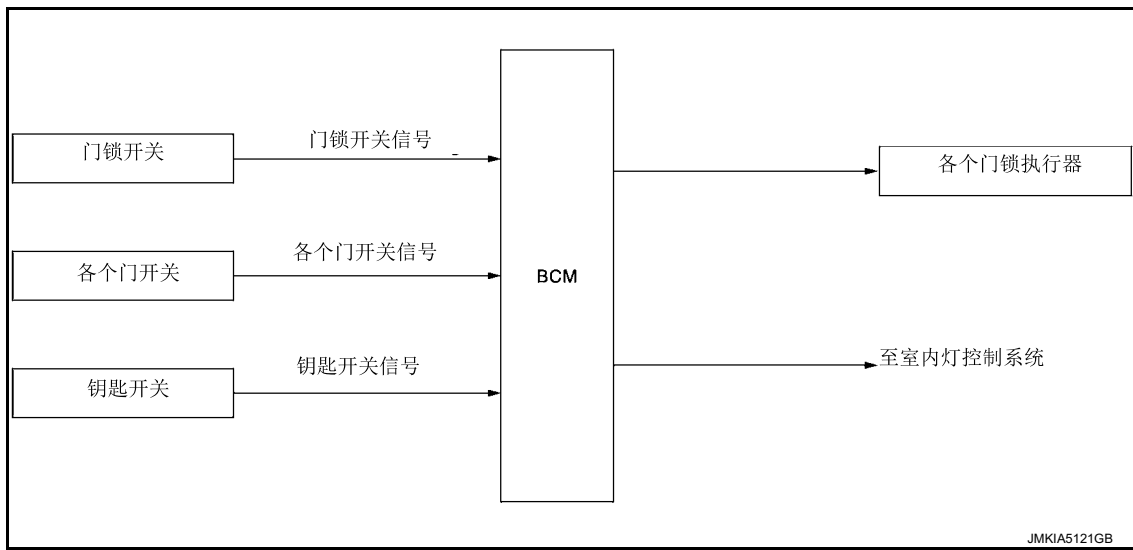 门锁开关信号
门锁开关
各个门锁执行器
各个门开关信号
各个门开关
BCM
钥匙开关信号
至室内灯控制系统
钥匙开关
JMKIA5121GB